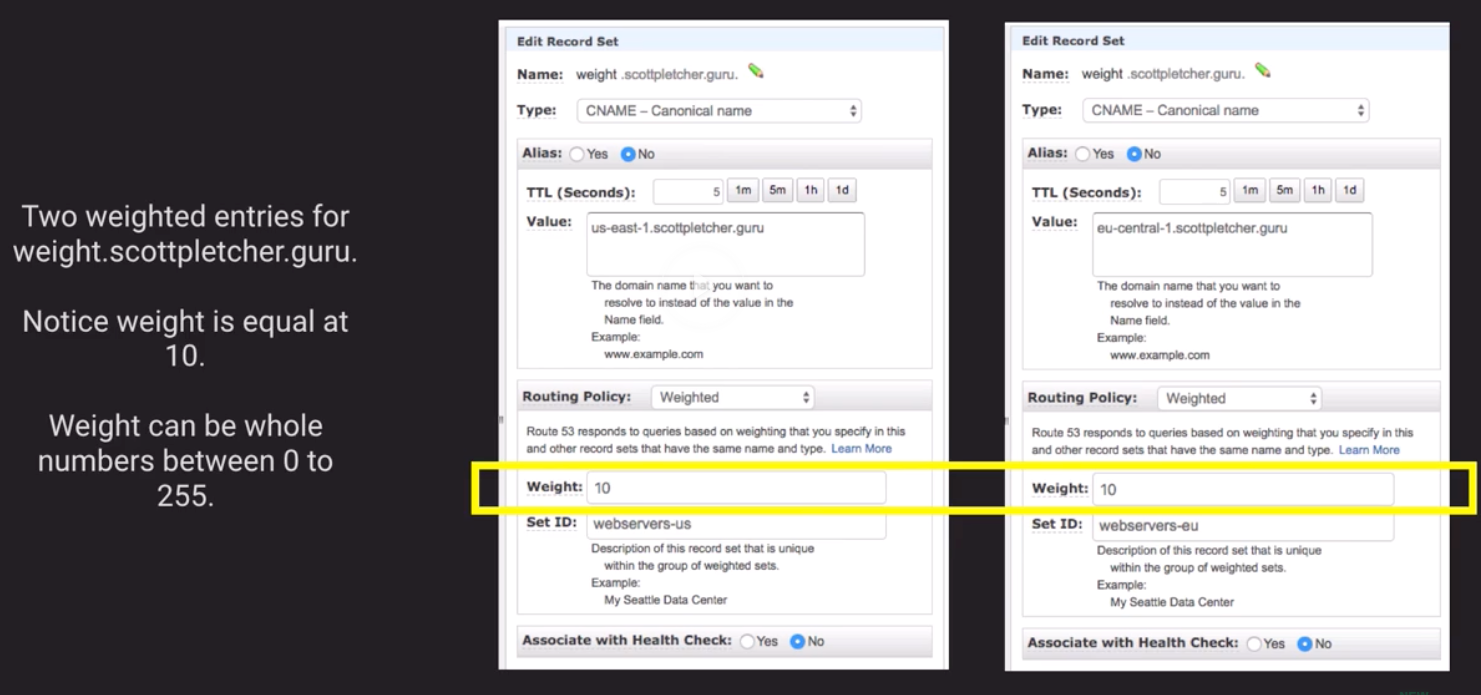 Two weighted entries for
weight.scottpletcher.guru.
Notice weight is equal at
10.
Weight can be whole
numbers between 0 to
255.
Edit Record Set
Name: weight .scottpletcher.guru.
Type: CNAME – Canonical name
Alias: Yes No
TTL (Seconds): 5 1m 5m 1h 1d
Value: us-east-1.scottpletcher.guru
The domain name that you want to
resolve to instead of the value in the
Name field.
Example:
www.example.com
Routing Policy: Weighted
Route 53 responds to queries based on weighting that you specify in this
and other record sets that have the same name and type. Learn More
Weight: 10
Set ID: webservers-us
Description of this record set that is unique
within the group of weighted sets.
Example:
My Seattle Data Center
Associate with Health Check: Yes No
Edit Record Set
Name: weight .scottpletcher.guru.
Type: CNAME – Canonical name
Alias: Yes No
TTL (Seconds): 5 1m 5m 1h 1d
Value: eu-central-1.scottpletcher.guru
The domain name that you want to
resolve to instead of the value in the
Name field.
Example:
www.example.com
Routing Policy: Weighted
Route 53 responds to queries based on weighting that you specify in this
and other record sets that have the same name and type. Learn More
Weight: 10
Set ID: webservers-eu
Description of this record set that is unique
within the group of weighted sets.
Example:
My Seattle Data Center
Associate with Health Check: Yes No